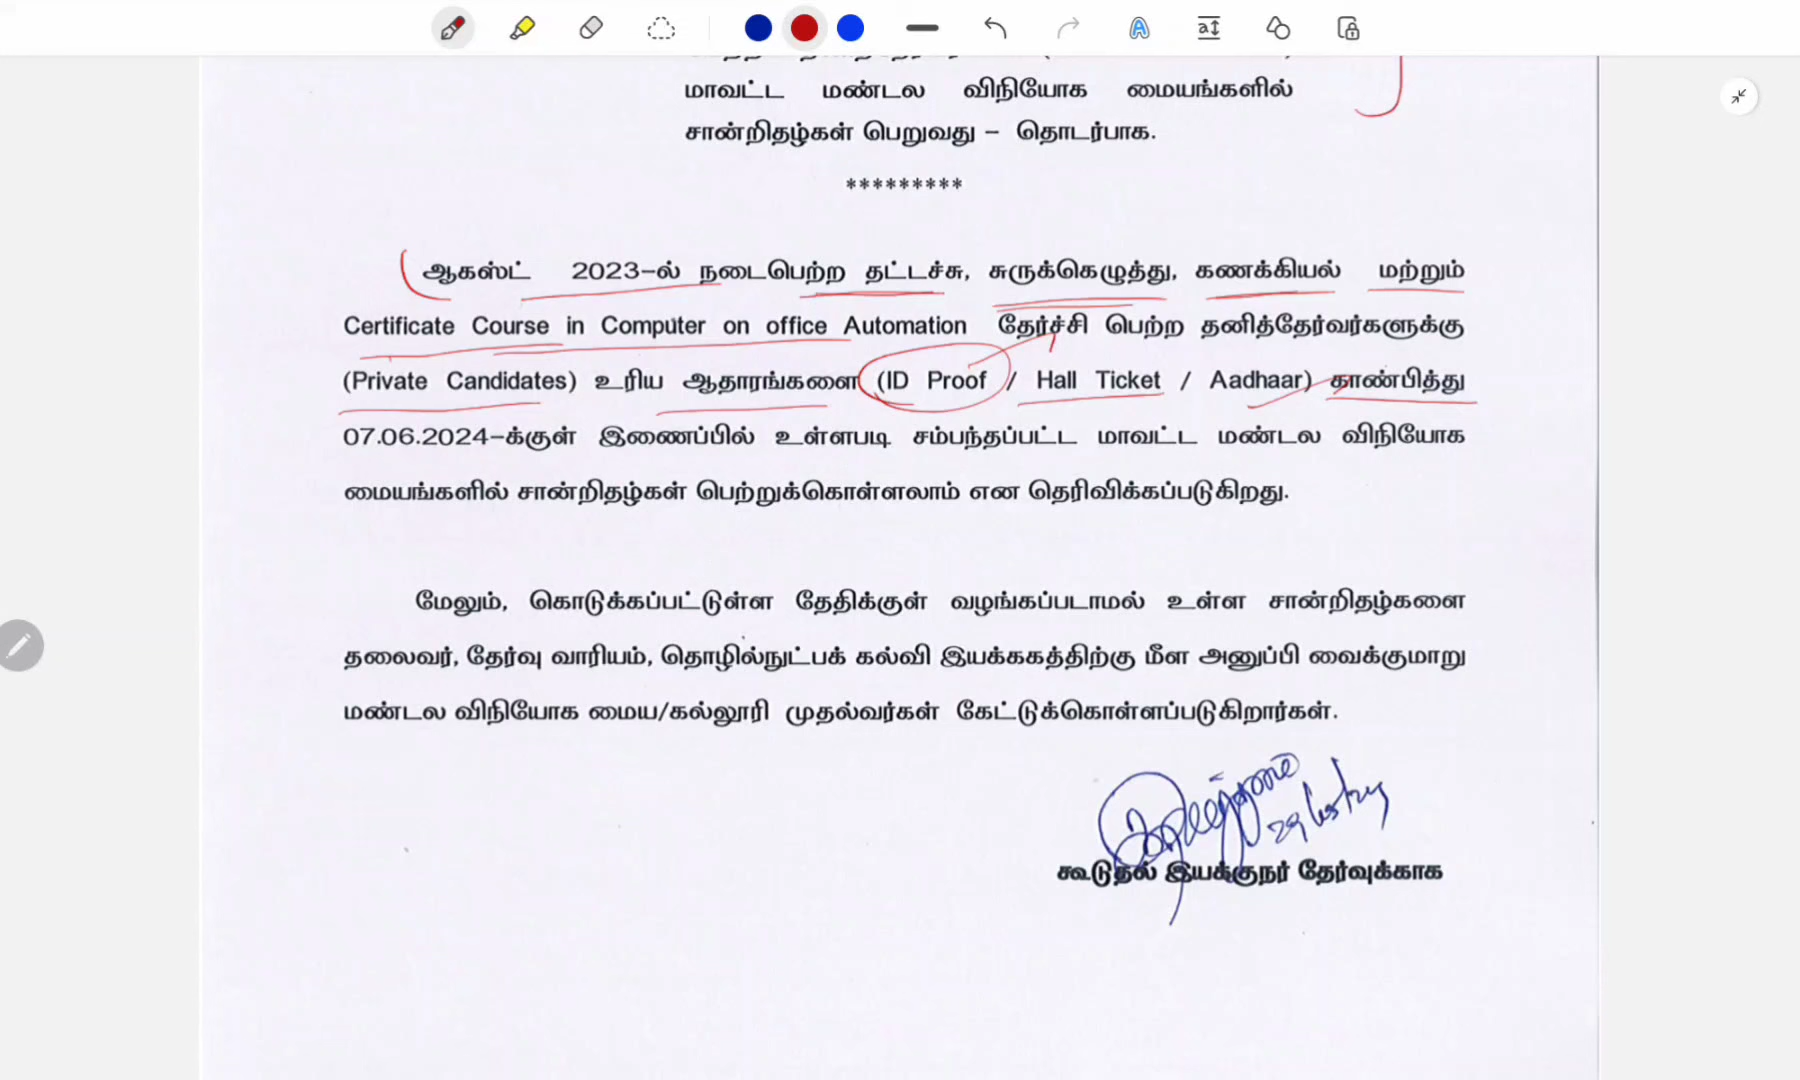 மாவட்ட மண்டல விநியோக மையங்களில்
சான்றிதழ்கள் பெறுவது – தொடர்பாக.
*********
ஆகஸ்ட் 2023–ல் நடைபெற்ற தட்டச்சு, சுருக்கெழுத்து, கணக்கியல் மற்றும்
Certificate Course in Computer on office Automation தேர்ச்சி பெற்ற தனித்தேர்வர்களுக்கு
(Private Candidates) உரிய ஆதாரங்களை (ID Proof / Hall Ticket / Aadhaar) காண்பித்து
07.06.2024–க்குள் இணைப்பில் உள்ளபடி சம்பந்தப்பட்ட மாவட்ட மண்டல விநியோக
மையங்களில் சான்றிதழ்கள் பெற்றுக்கொள்ளலாம் என தெரிவிக்கப்படுகிறது.
மேலும், கொடுக்கப்பட்டுள்ள தேதிக்குள் வழங்கப்படாமல் உள்ள சான்றிதழ்களை
தலைவர், தேர்வு வாரியம், தொழில்நுட்பக் கல்வி இயக்ககத்திற்கு மீள அனுப்பி வைக்குமாறு
மண்டல விநியோக மைய/கல்லூரி முதல்வர்கள் கேட்டுக்கொள்ளப்படுகிறார்கள்.
கூடுதல் இயக்குநர் தேர்வுக்காக